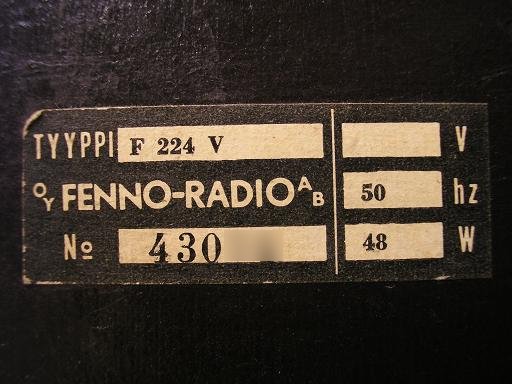 TYYPPI F 224 V V
OY FENNO-RADIO AB 50 hz
No 430 48 W